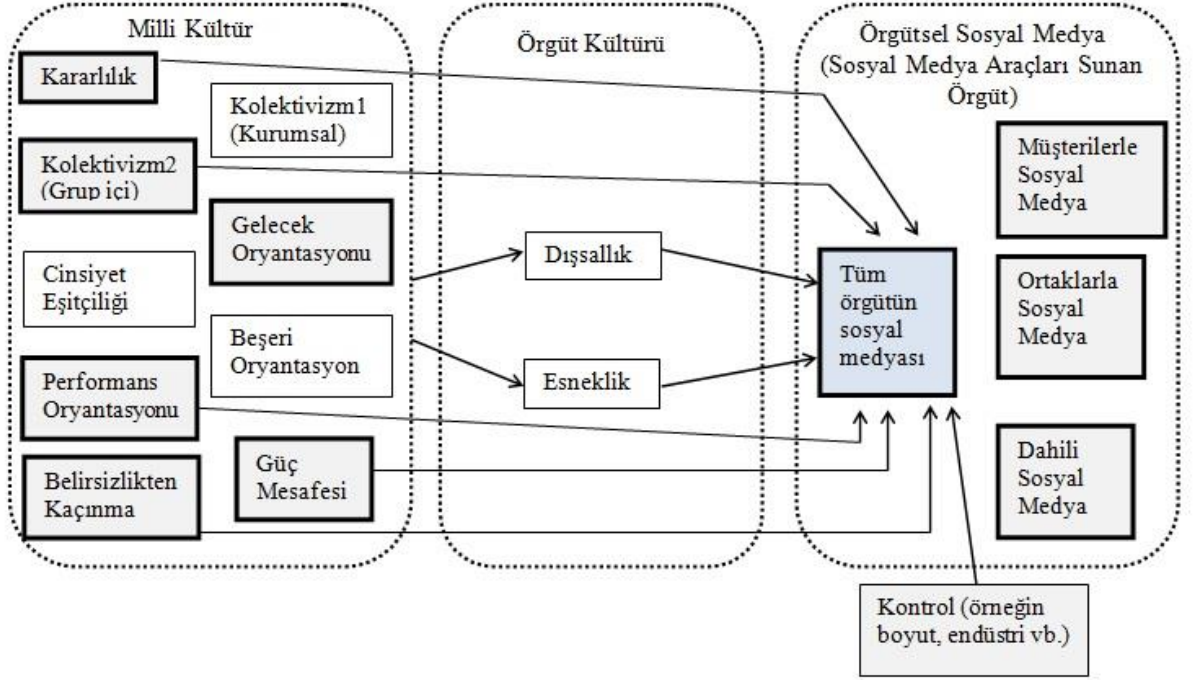 Milli Kültür
Kararlılık
Kolektivizm1
(Kurumsal)
Kolektivizm2
(Grup içi)
Gelecek
Oryantasyonu
Cinsiyet
Eşitçiliği
Beşeri
Oryantasyon
Performans
Oryantasyonu
Güç
Mesafesi
Belirsizlikten
Kaçınma
Örgüt Kültürü
Dışsallık
Esneklik
Örgütsel Sosyal Medya
(Sosyal Medya Araçları Sunan
Örgüt)
Tüm
örgütün
sosyal
medyası
Müşterilerle
Sosyal
Medya
Ortaklarla
Sosyal
Medya
Dahili
Sosyal
Medya
Kontrol (örneğin
boyut, endüstri vb.)